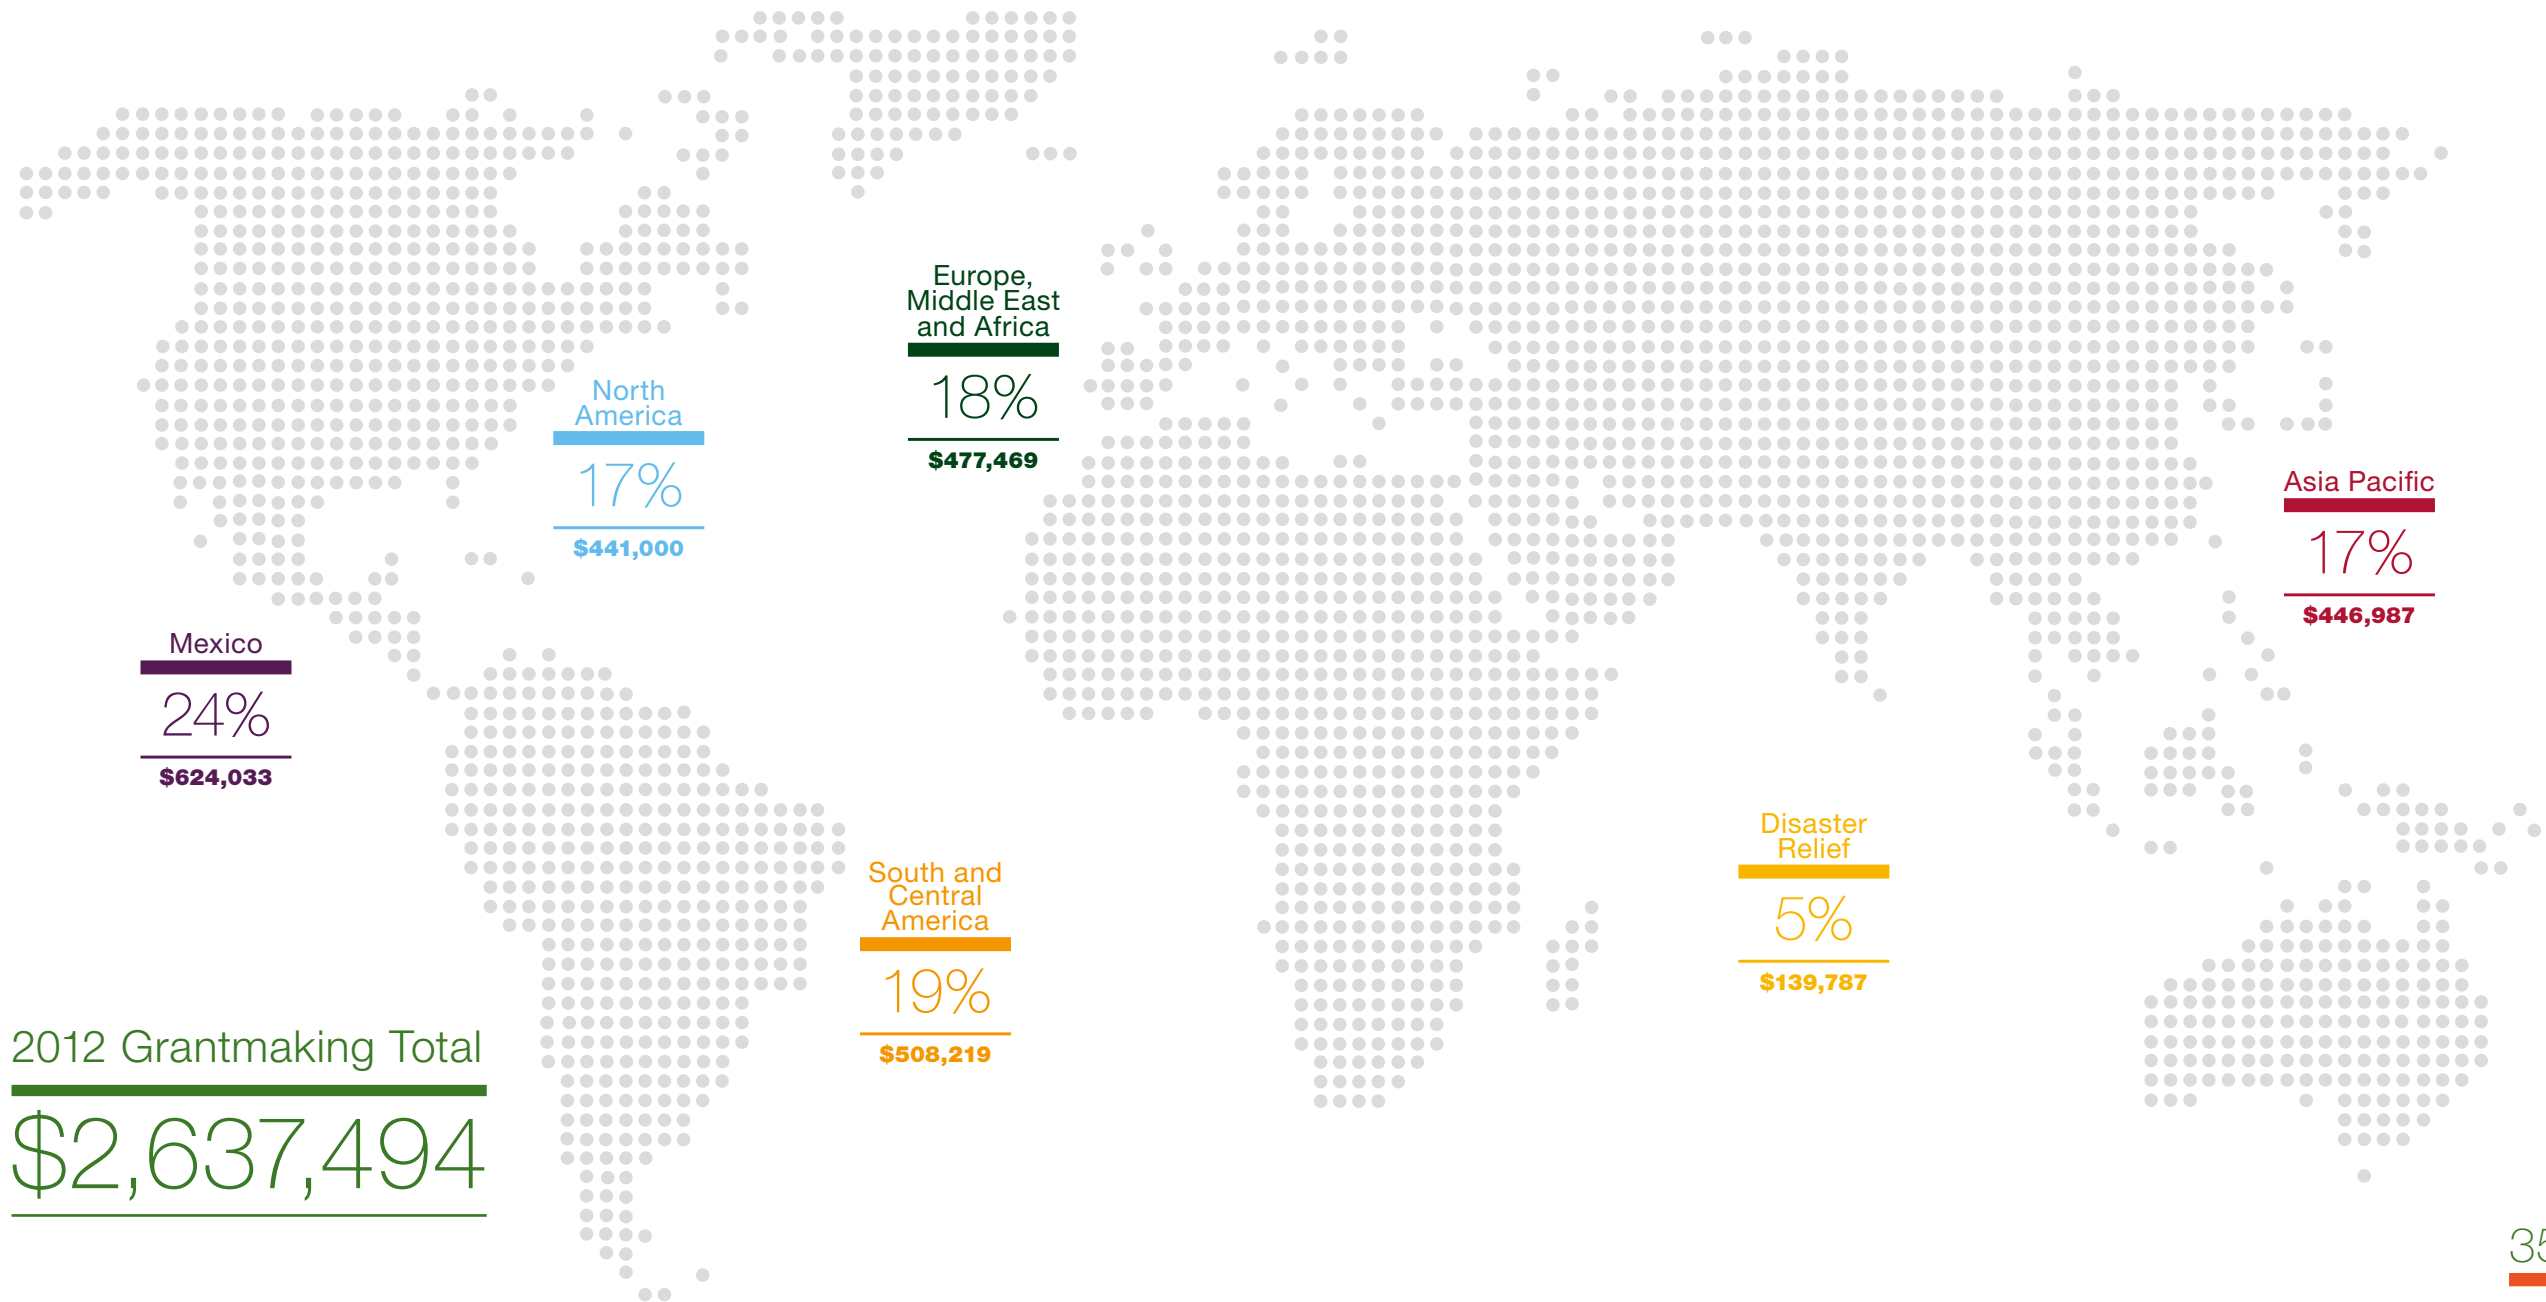 Europe,
Middle East
and Africa
18%
$477,469
North
America
17%
$441,000
Asia Pacific
17%
$446,987
Mexico
24%
$624,033
Disaster
Relief
5%
$139,787
South and
Central
America
19%
$508,219
2012 Grantmaking Total
$2,637,494
35